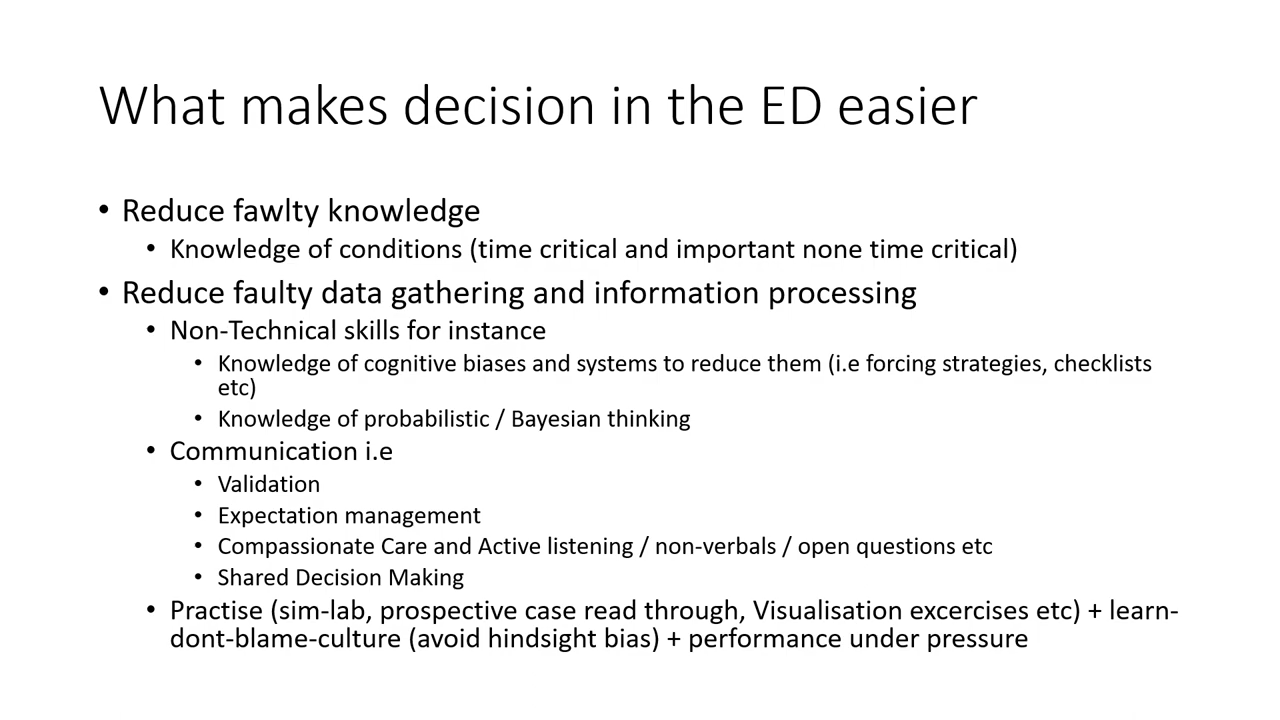 What makes decision in the ED easier
• Reduce fawlty knowledge
• Knowledge of conditions (time critical and important none time critical)
• Reduce faulty data gathering and information processing
• Non-Technical skills for instance
• Knowledge of cognitive biases and systems to reduce them (i.e forcing strategies, checklists
etc)
• Knowledge of probabilistic / Bayesian thinking
• Communication i.e
• Validation
• Expectation management
• Compassionate Care and Active listening / non-verbals / open questions etc
• Shared Decision Making
• Practise (sim-lab, prospective case read through, Visualisation excercises etc) + learn-
dont-blame-culture (avoid hindsight bias) + performance under pressure